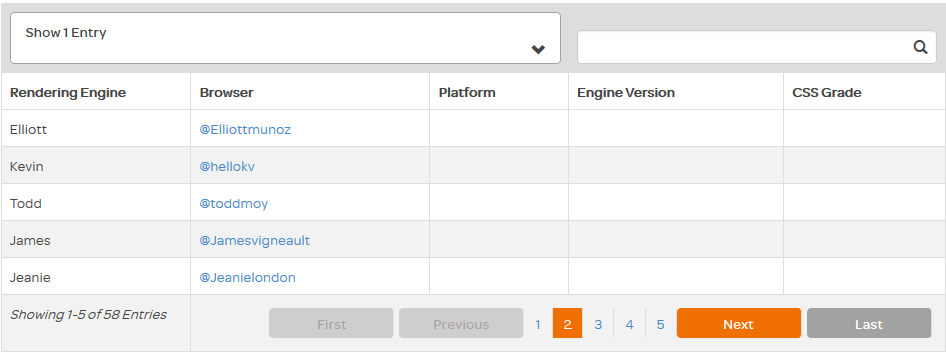 Show 1 Entry
Rendering Engine Browser Platform Engine Version CSS Grade
Elliott @Elliottmunoz
Kevin @hellokv
Todd @toddmoy
James @Jamesvigneault
Jeanie @Jeanielondon
Showing 1-5 of 58 Entries First Previous 1 2 3 4 5 Next Last